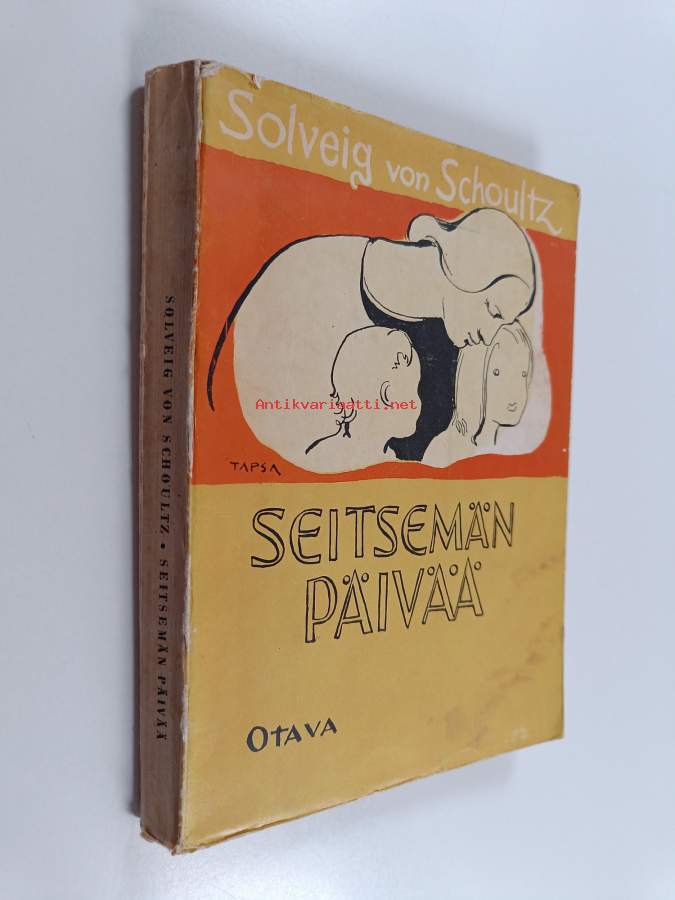 Solveig von Schoultz
Antikvariaatti.net
TAPSA
SEITSEMÄN
PÄIVÄÄ
OTAVA
SOLVEIG VON SCHOULTZ • SEITSEMÄN PÄIVÄÄ